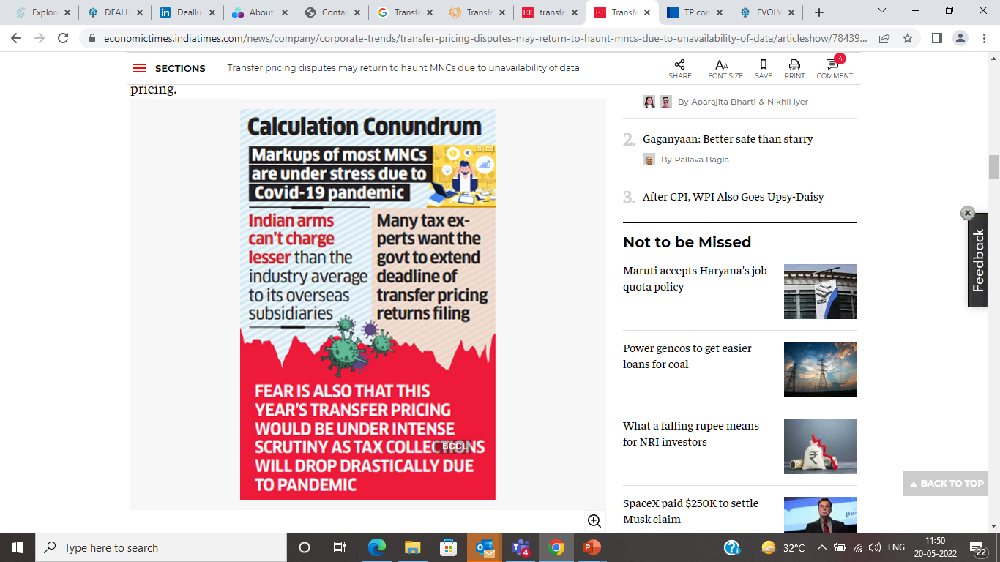 Explore
DEALL
Deallus
About
Contac
Transfe
Transfe
transfe
Transfe
TP con
EVOLV
economictimes.indiatimes.com/news/company/corporate-trends/transfer-pricing-disputes-may-return-to-haunt-mncs-due-to-unavailability-of-data/articleshow/78439...
SECTIONS
Transfer pricing disputes may return to haunt MNCs due to unavailability of data
SHARE
FONT SIZE
SAVE
PRINT
4
COMMENT
pricing.
Calculation Conundrum
Markups of most MNCs
are under stress due to
Covid-19 pandemic
Indian arms
can't charge
lesser than the
industry average
to its overseas
subsidiaries
Many tax ex-
perts want the
govt to extend
deadline of
transfer pricing
returns filing
FEAR IS ALSO THAT THIS
YEAR'S TRANSFER PRICING
WOULD BE UNDER INTENSE
SCRUTINY AS TAX COLLECTIONS
WILL DROP DRASTICALLY DUE
TO PANDEMIC
BCCL
By Aparajita Bharti & Nikhil Iyer
2. Gaganyaan: Better safe than starry
By Pallava Bagla
3. After CPI, WPI Also Goes Upsy-Daisy
Not to be Missed
Maruti accepts Haryana's job
quota policy
Power gencos to get easier
loans for coal
What a falling rupee means
for NRI investors
SpaceX paid $250K to settle
Musk claim
x
Feedback
BACK TO TOP
Type here to search
4
32°C
ENG
11:50
20-05-2022
22